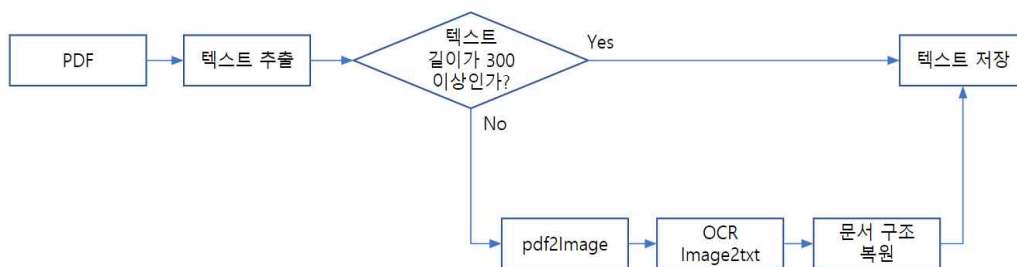 PDF
텍스트 추출
텍스트
길이가 300
이상인가?
Yes
텍스트 저장
No
pdf2Image
OCR
Image2txt
문서 구조
복원